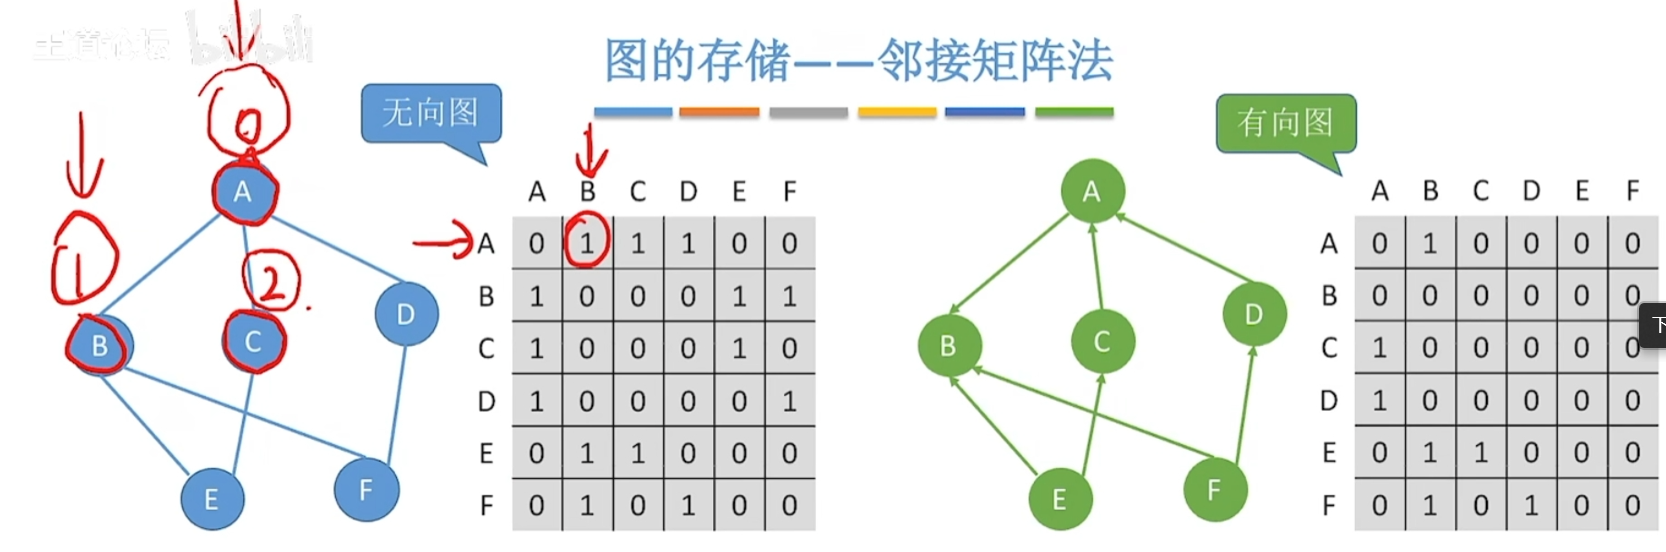 王道论坛 bilibili
图的存储——邻接矩阵法
无向图
0
1
2
A
B
C
D
E
F
A B C D E F
A 0 1 1 1 0 0
B 1 0 0 0 1 1
C 1 0 0 0 1 0
D 1 0 0 0 0 1
E 0 1 1 0 0 0
F 0 1 0 1 0 0
有向图
A
B
C
D
E
F
A B C D E F
A 0 1 0 0 0 0
B 0 0 0 0 0 0
C 1 0 0 0 0 0
D 1 0 0 0 0 0
E 0 1 1 0 0 0
F 0 1 0 1 0 0
下